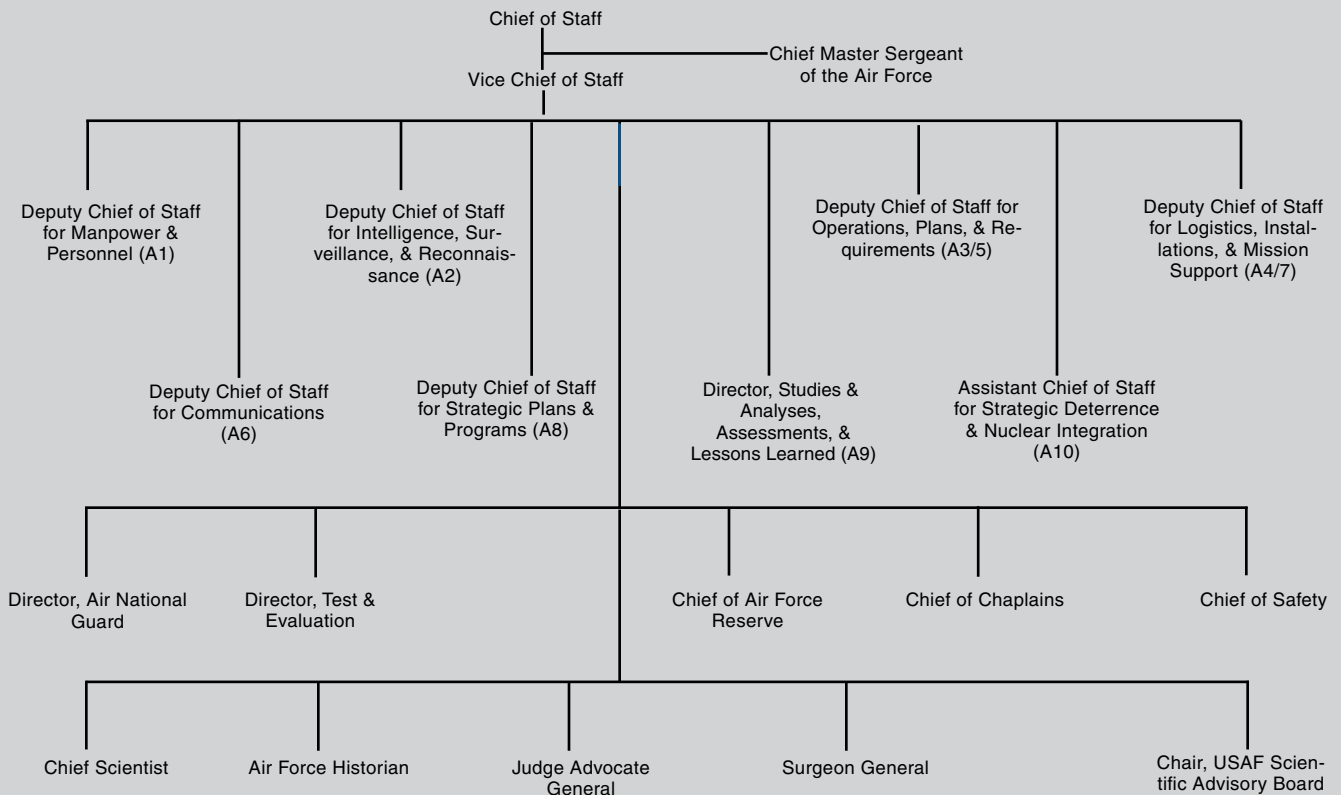 Chief of Staff
Chief Master Sergeant
of the Air Force
Vice Chief of Staff
Deputy Chief of Staff
for Manpower &
Personnel (A1)
Deputy Chief of Staff
for Intelligence, Sur-
veillance, & Reconnais-
sance (A2)
Deputy Chief of Staff for
Operations, Plans, & Re-
quirements (A3/5)
Deputy Chief of Staff
for Logistics, Instal-
lations, & Mission
Support (A4/7)
Deputy Chief of Staff
for Communications
(A6)
Deputy Chief of Staff
for Strategic Plans &
Programs (A8)
Director, Studies &
Analyses,
Assessments, &
Lessons Learned (A9)
Assistant Chief of Staff
for Strategic Deterrence
& Nuclear Integration
(A10)
Director, Air National
Guard
Director, Test &
Evaluation
Chief of Air Force
Reserve
Chief of Chaplains
Chief of Safety
Chief Scientist
Air Force Historian
Judge Advocate
General
Surgeon General
Chair, USAF Scien-
tific Advisory Board